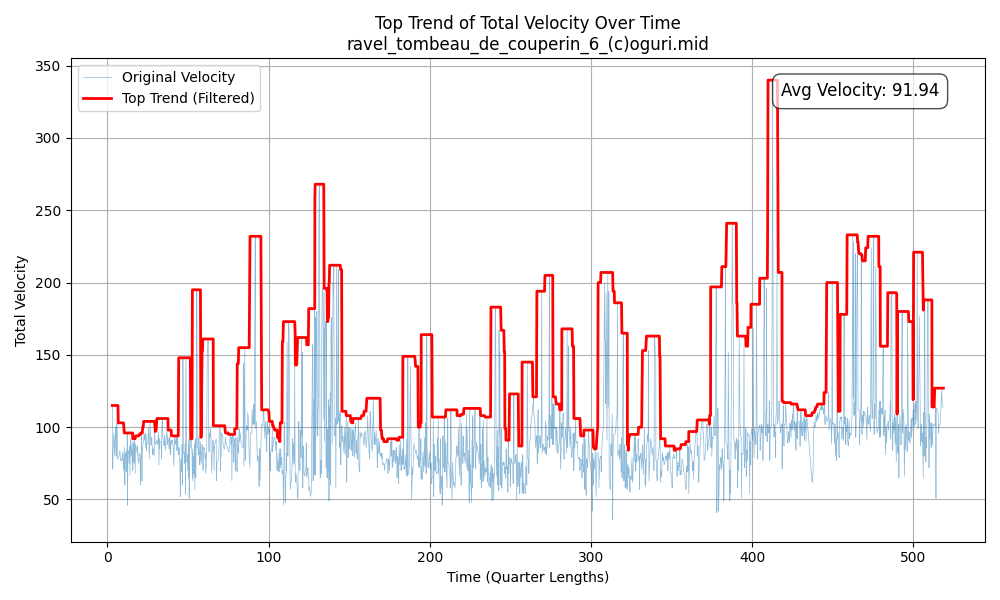 Top Trend of Total Velocity Over Time
ravel_tombeau_de_couperin_6_(c)oguri.mid
Original Velocity
Top Trend (Filtered)
Avg Velocity: 91.94
350
300
250
200
150
100
50
Total Velocity
0 100 200 300 400 500
Time (Quarter Lengths)